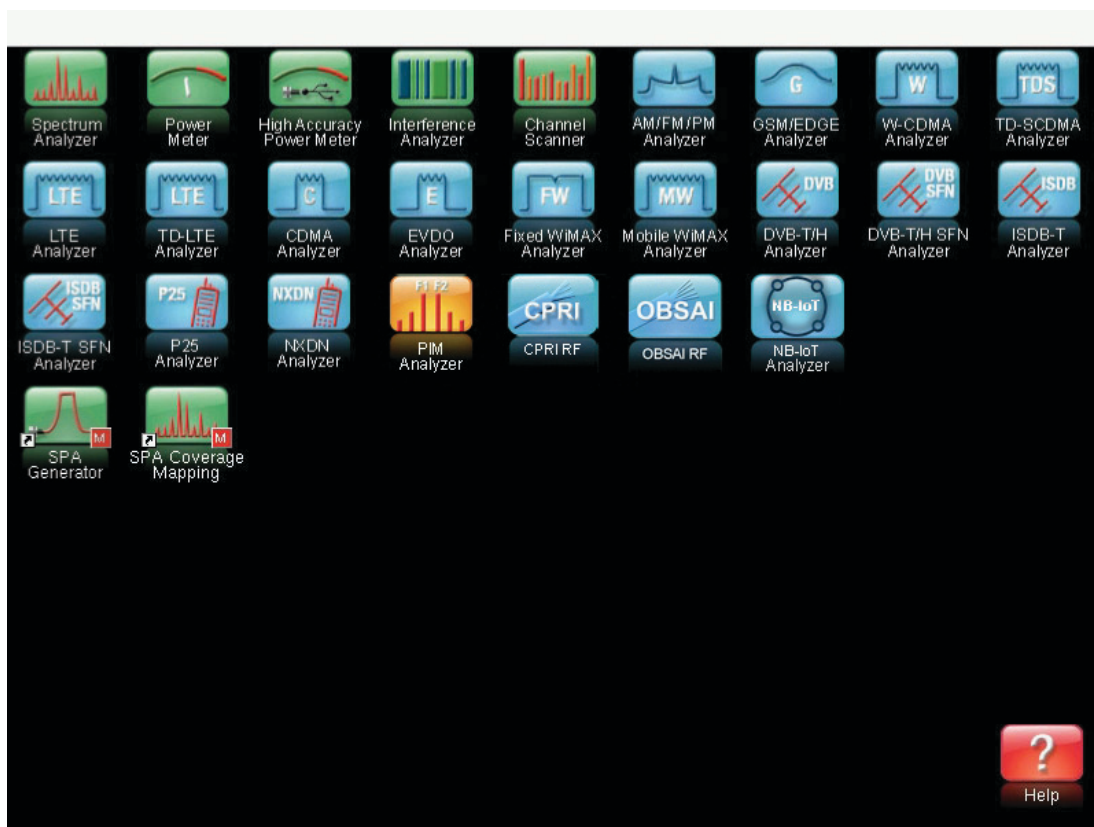 G
W
TDS
Spectrum Analyzer
Power Meter
High Accuracy Power Meter
Interference Analyzer
Channel Scanner
AM/FM/PM Analyzer
GSM/EDGE Analyzer
W-CDMA Analyzer
TD-SCDMA Analyzer
LTE
LTE
C
E
FW
MW
DVB
DVB SFN
ISDB
LTE Analyzer
TD-LTE Analyzer
CDMA Analyzer
EVDO Analyzer
Fixed WiMAX Analyzer
Mobile WiMAX Analyzer
DVB-T/H Analyzer
DVB-T/H SFN Analyzer
ISDB-T Analyzer
ISDB SFN
P25
NXDN
F1 F2
CPRI
OBSAI
NB-IoT
ISDB-T SFN Analyzer
P25 Analyzer
NXDN Analyzer
PIM Analyzer
CPRI RF
OBSAI RF
NB-IoT Analyzer
M
M
SPA Generator
SPA Coverage Mapping
?
Help